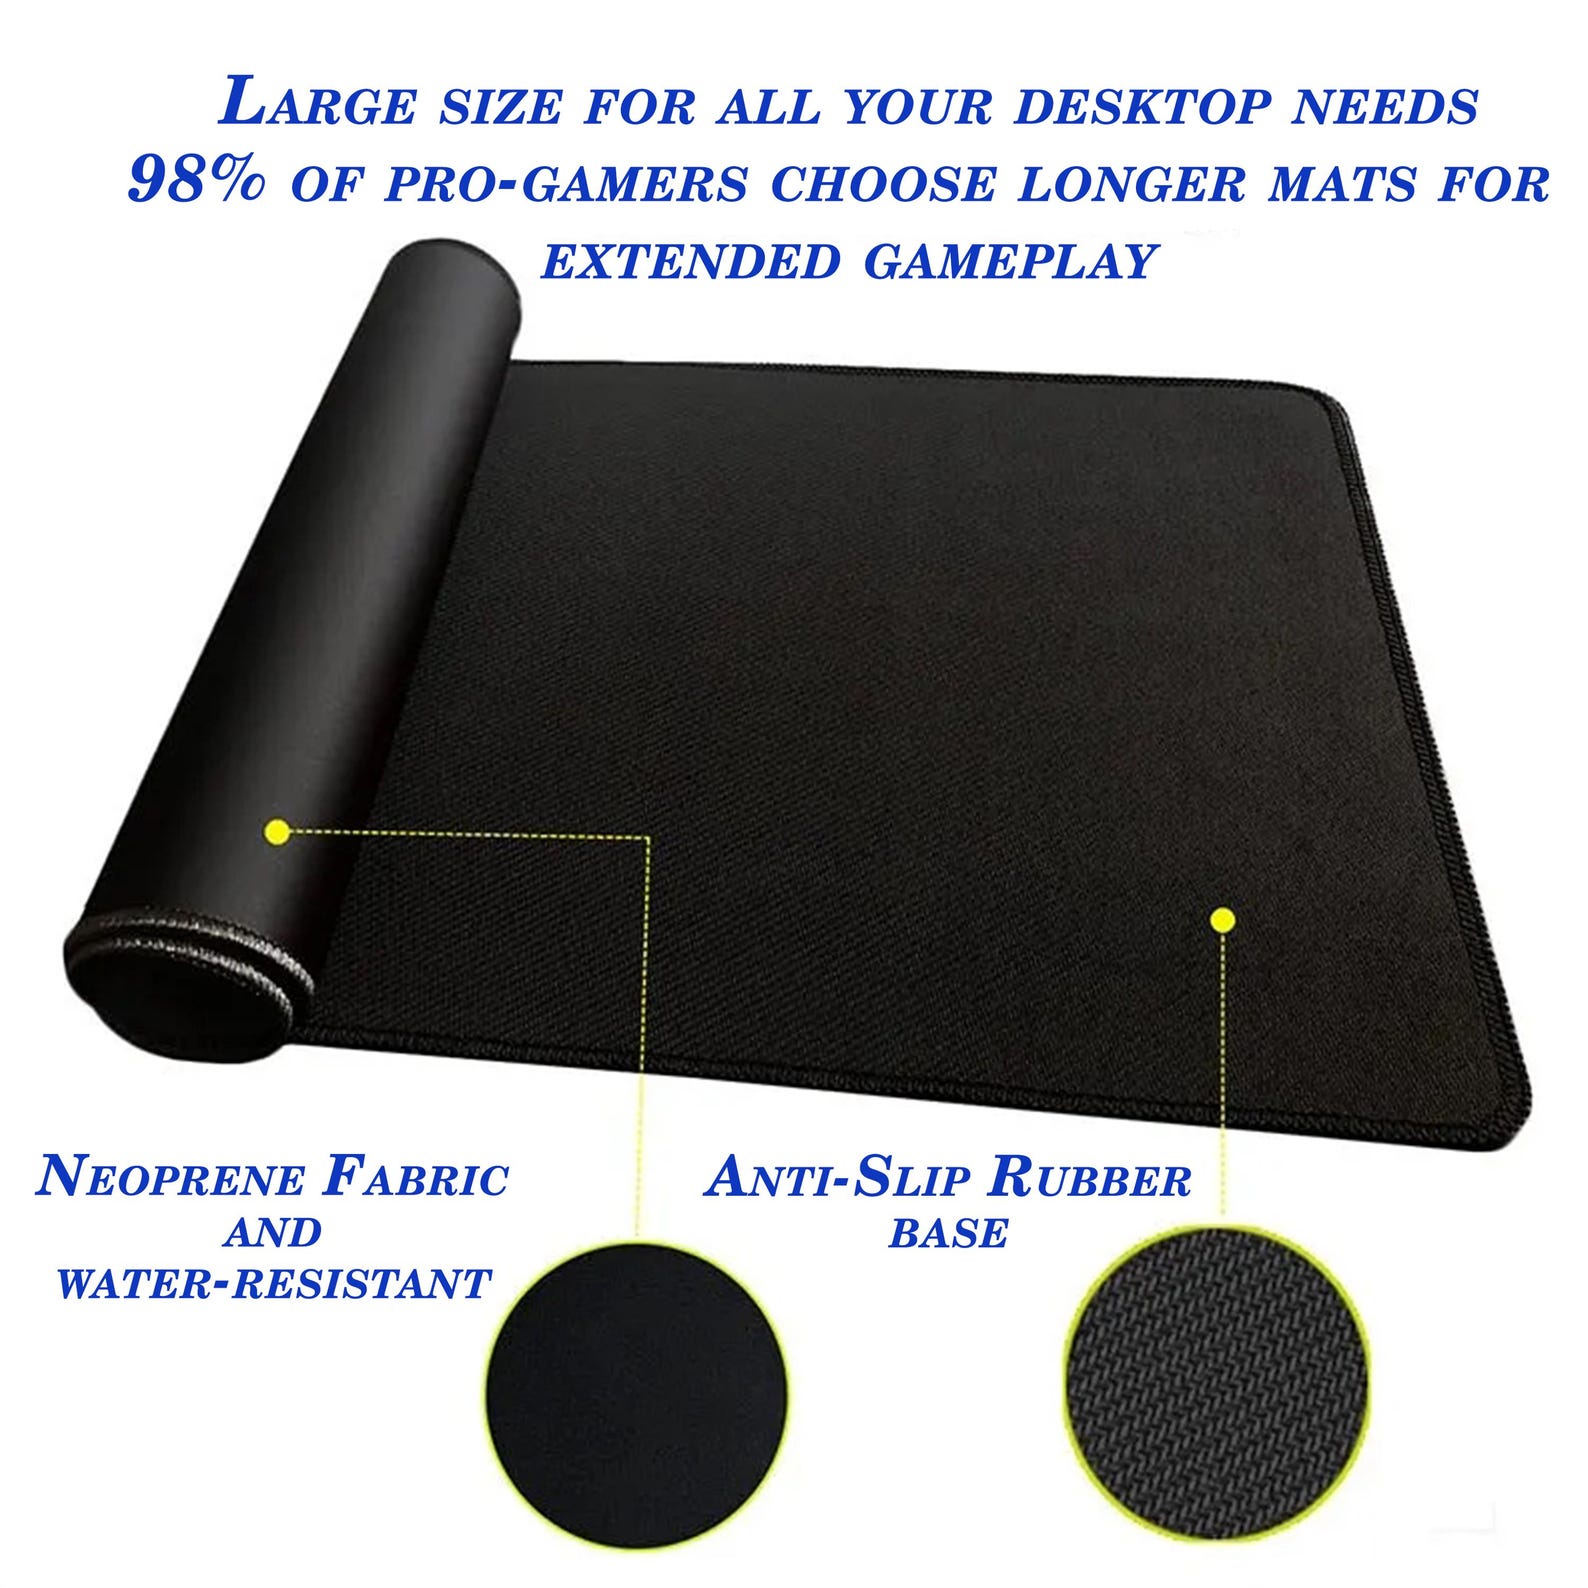 Large size for all your desktop needs
98% of pro-gamers choose longer mats for
extended gameplay
Neoprene Fabric
and
water-resistant
Anti-Slip Rubber
base